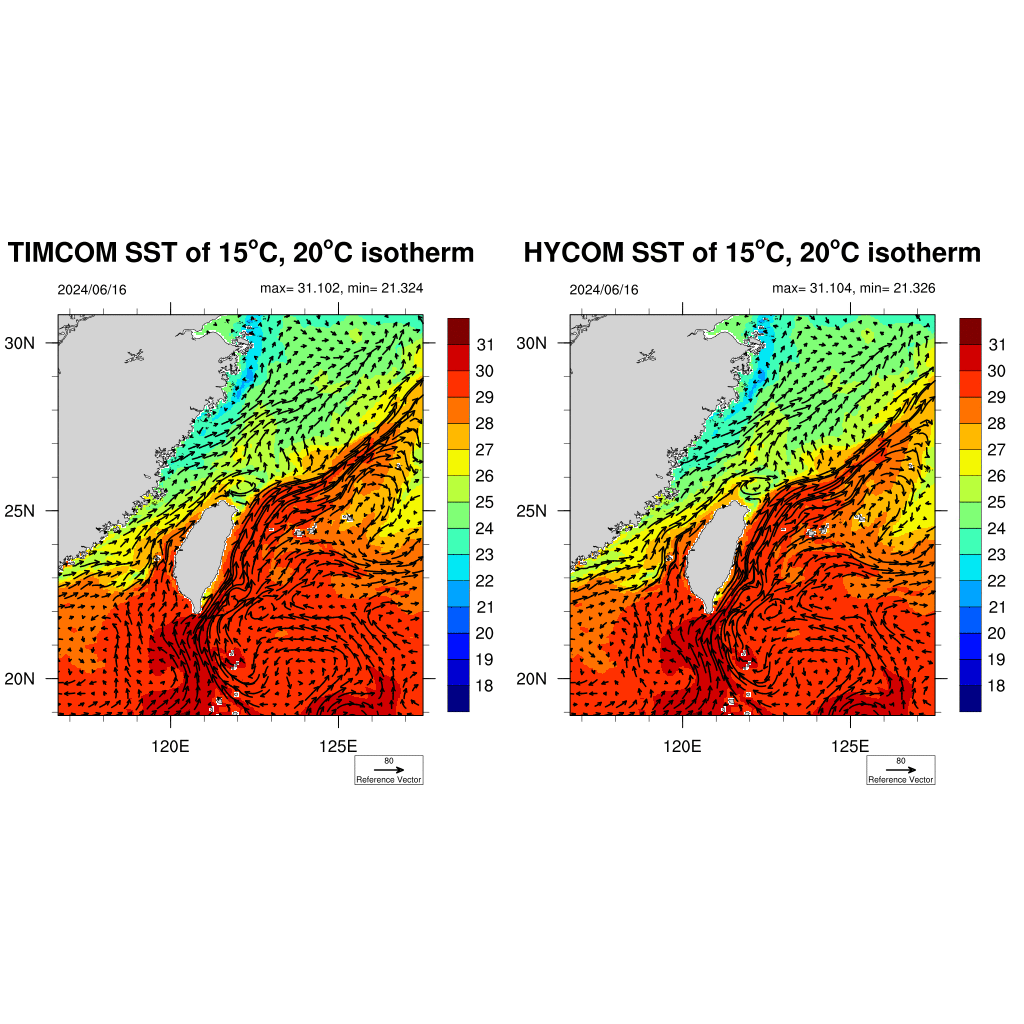 TIMCOM SST of 15°C, 20°C isotherm
2024/06/16
max= 31.102, min= 21.324
30N
25N
20N
120E
125E
31
30
29
28
27
26
25
24
23
22
21
20
19
18
80
Reference Vector
HYCOM SST of 15°C, 20°C isotherm
2024/06/16
max= 31.104, min= 21.326
30N
25N
20N
120E
125E
31
30
29
28
27
26
25
24
23
22
21
20
19
18
80
Reference Vector